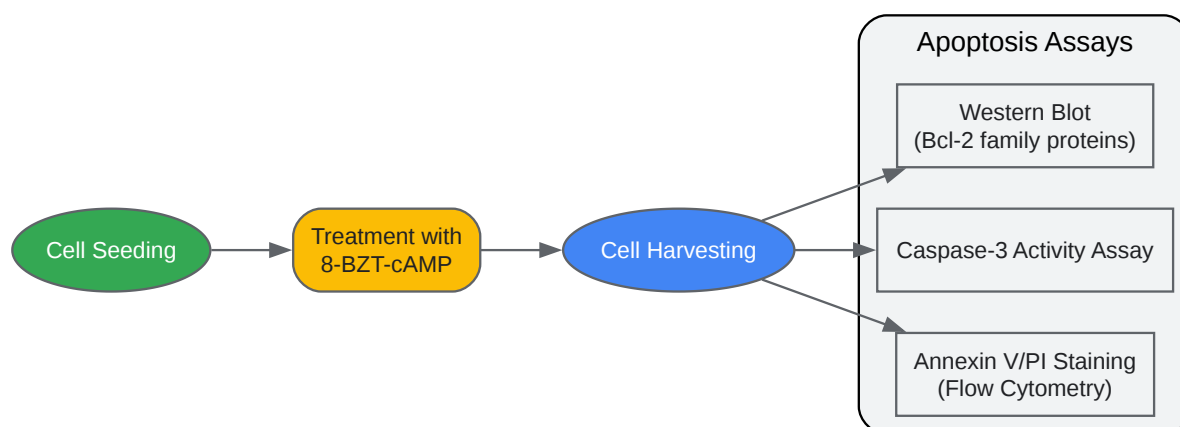 Apoptosis Assays
Western Blot
(Bcl-2 family proteins)
Cell Seeding
Treatment with
8-BZT-cAMP
Cell Harvesting
Caspase-3 Activity Assay
Annexin V/PI Staining
(Flow Cytometry)